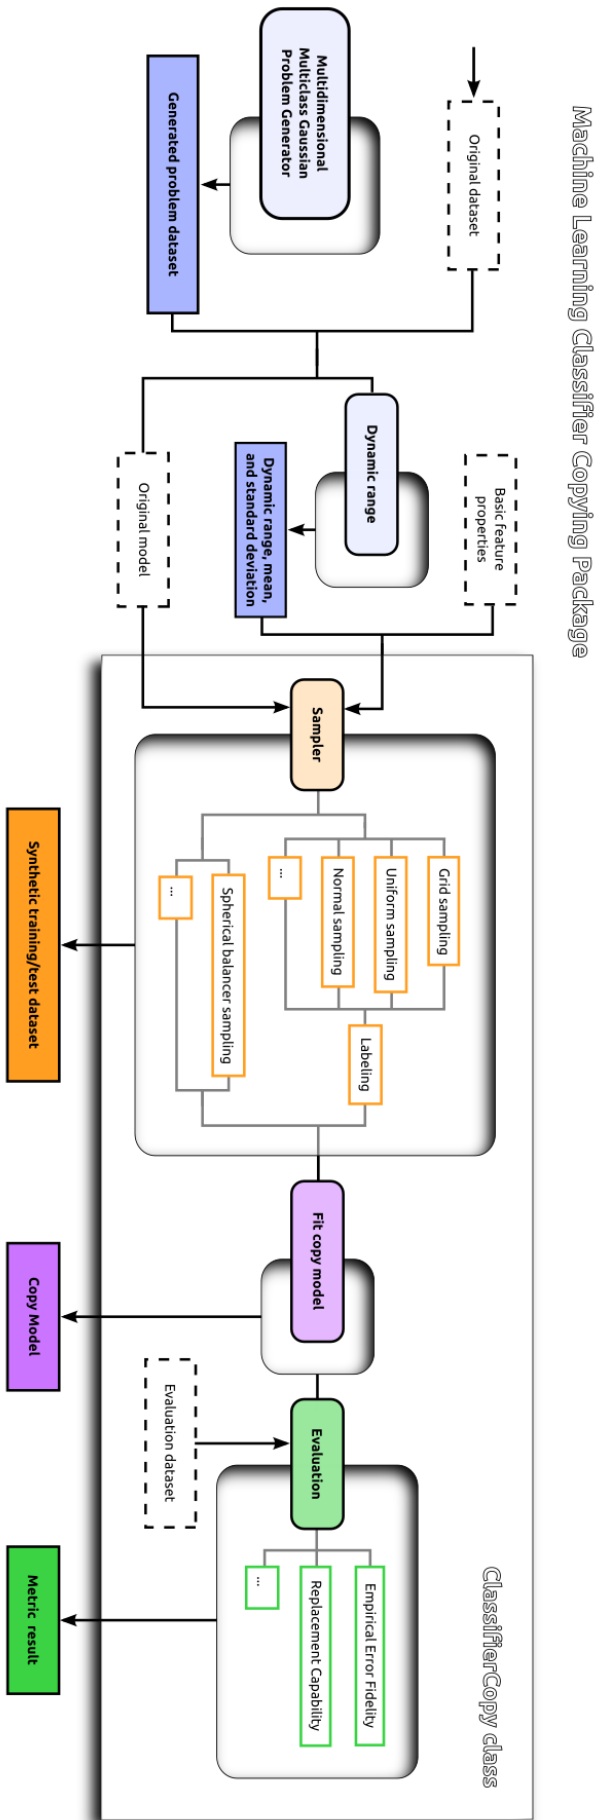 Machine Learning Classifier Copying Package
Original dataset
Multidimensional
Multiclass Gaussian
Problem Generator
Generated problem dataset
Basic feature
properties
Dynamic range
Dynamic range, mean,
and standard deviation
Original model
ClassifierCopy class
Sampler
Grid sampling
Uniform sampling
Normal sampling
...
Labeling
Spherical balancer sampling
...
Synthetic training/test dataset
Fit copy model
Copy Model
Evaluation
Evaluation dataset
Empirical Error Fidelity
Replacement Capability
...
Metric result